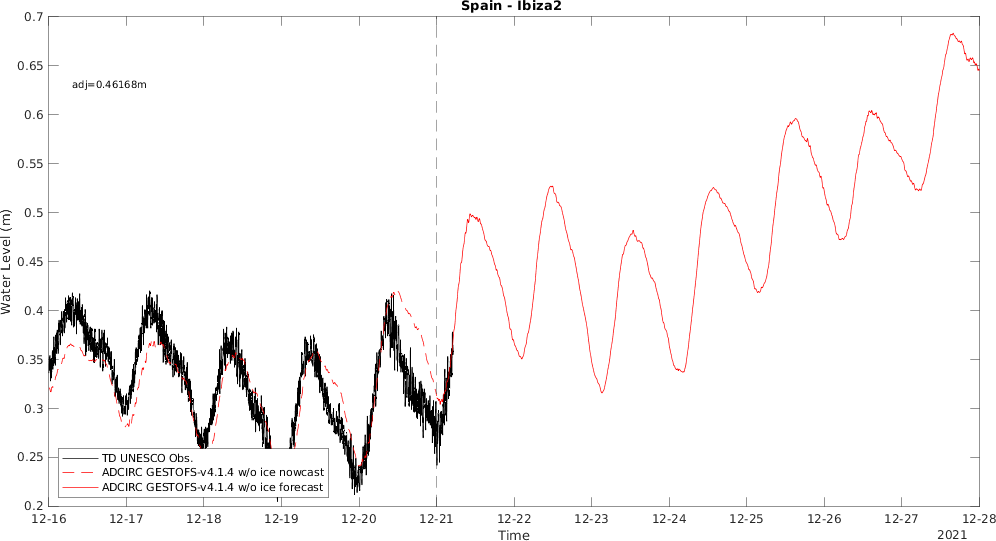 Spain - Ibiza2
0.7
0.65
0.6
0.55
0.5
0.45
0.4
0.35
0.3
0.25
0.2
Water Level (m)
adj=0.46168m
TD UNESCO Obs.
ADCIRC GESTOFS-v4.1.4 w/o ice nowcast
ADCIRC GESTOFS-v4.1.4 w/o ice forecast
12-16 12-17 12-18 12-19 12-20 12-21 12-22 12-23 12-24 12-25 12-26 12-27 12-28
Time
2021